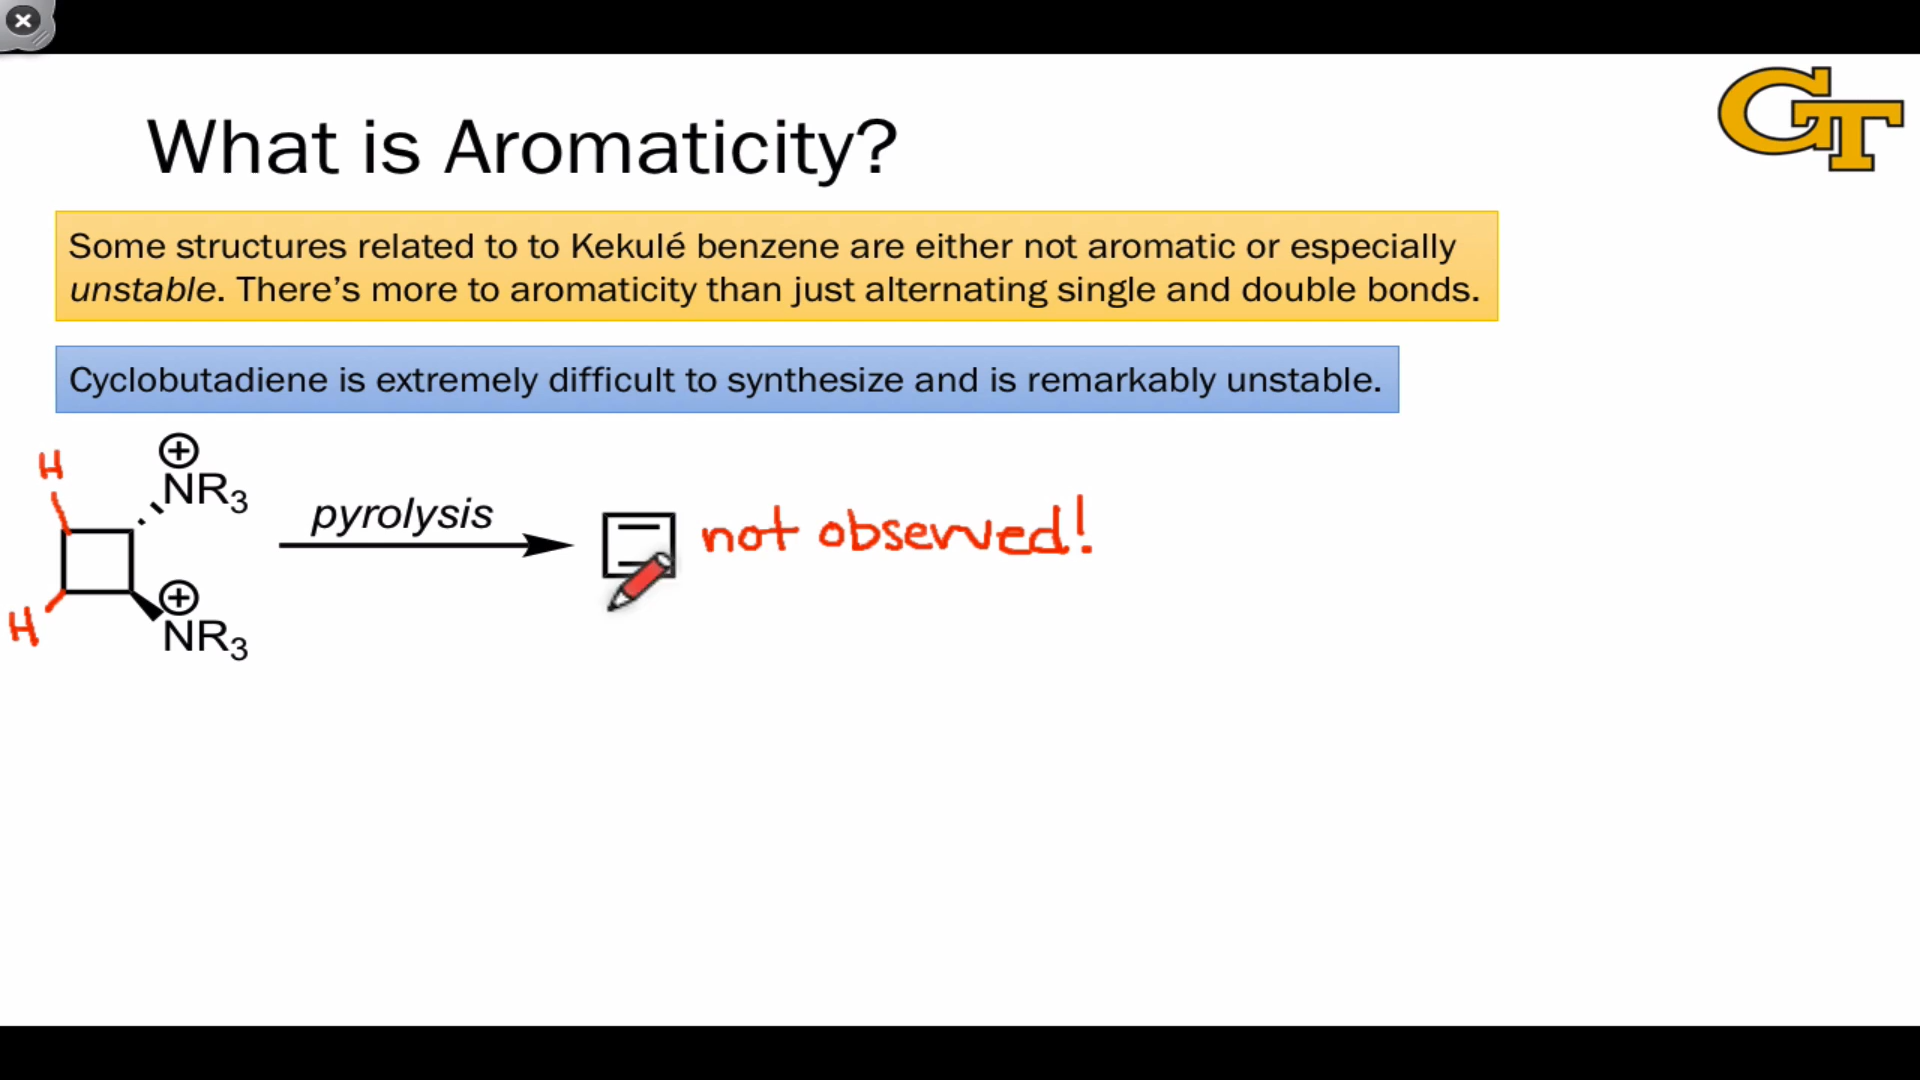 GT
What is Aromaticity?
Some structures related to to Kekulé benzene are either not aromatic or especially
unstable. There’s more to aromaticity than just alternating single and double bonds.
Cyclobutadiene is extremely difficult to synthesize and is remarkably unstable.
H
+
NR3
pyrolysis
not observed!
+
H
NR3